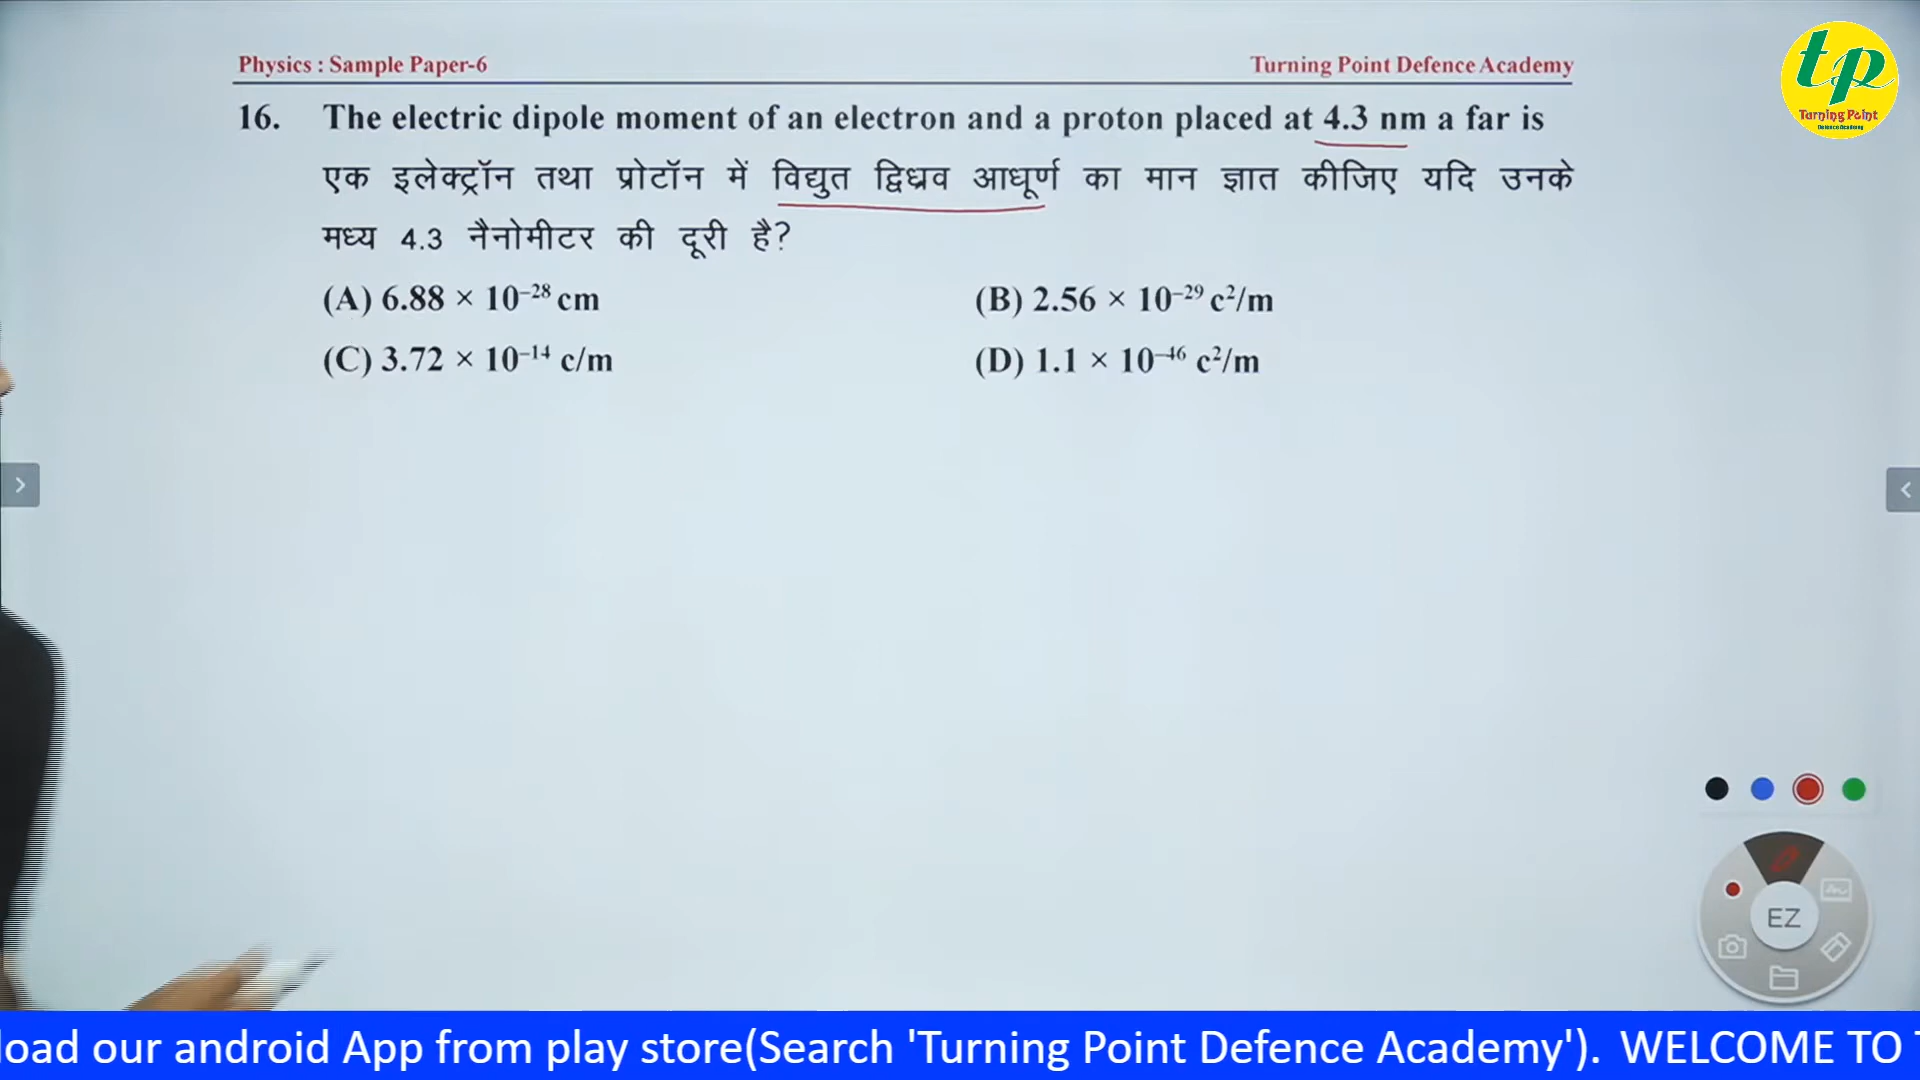 Physics : Sample Paper-6
Turning Point Defence Academy
tp
Turning Point
Defence Academy
16. The electric dipole moment of an electron and a proton placed at 4.3 nm a far is
एक इलेक्ट्रॉन तथा प्रोटॉन में विद्युत द्विध्रव आधूर्ण का मान ज्ञात कीजिए यदि उनके
मध्य 4.3 नैनोमीटर की दूरी है?
(A) 6.88 × 10⁻²⁸ cm
(B) 2.56 × 10⁻²⁹ c²/m
(C) 3.72 × 10⁻¹⁴ c/m
(D) 1.1 × 10⁻⁴⁶ c²/m
EZ
load our android App from play store(Search 'Turning Point Defence Academy'). WELCOME TO T